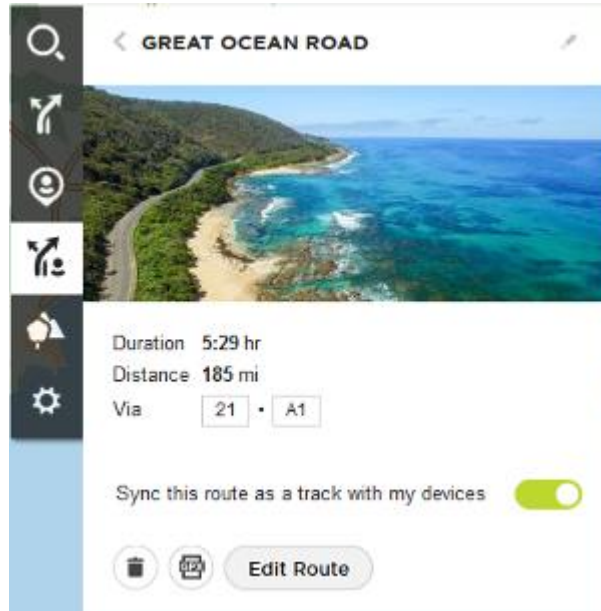 GREAT OCEAN ROAD
Duration 5:29 hr
Distance 185 mi
Via 21 • A1
Sync this route as a track with my devices
Edit Route